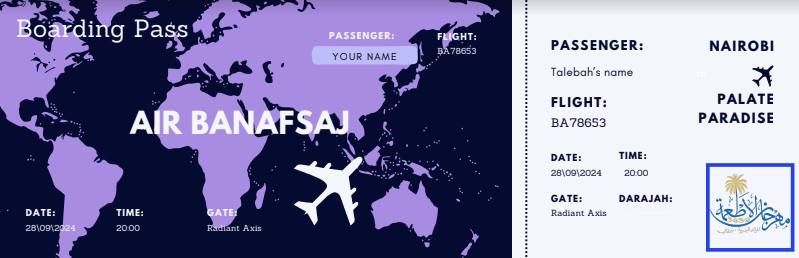 Boarding Pass
PASSENGER:
YOUR NAME
FLIGHT:
BA78653
AIR BANAFSAJ
DATE:
28\09\2024
TIME:
20:00
GATE:
Radiant Axis
PASSENGER:
Talebah's name
NAIROBI
TO
PALATE
PARADISE
FLIGHT:
BA78653
DATE:
28\09\2024
TIME:
20:00
GATE:
Radiant Axis
DARAJAH:
مهرجان الأطعمة